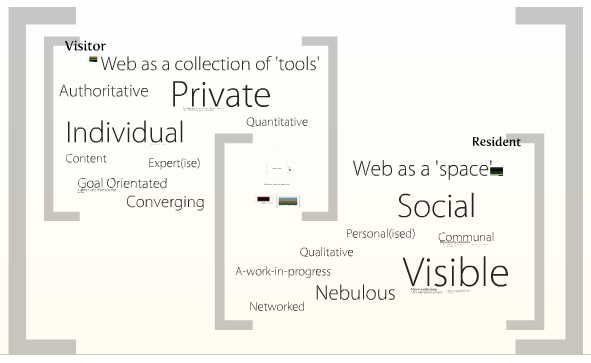 Visitor
Web as a collection of 'tools'
Authoritative
Private
Quantitative
Individual
Content
Expert(ise)
Goal Orientated
Converging
Resident
Web as a 'space'
Social
Personal(ised)
Communal
Qualitative
A-work-in-progress
Visible
Nebulous
Networked